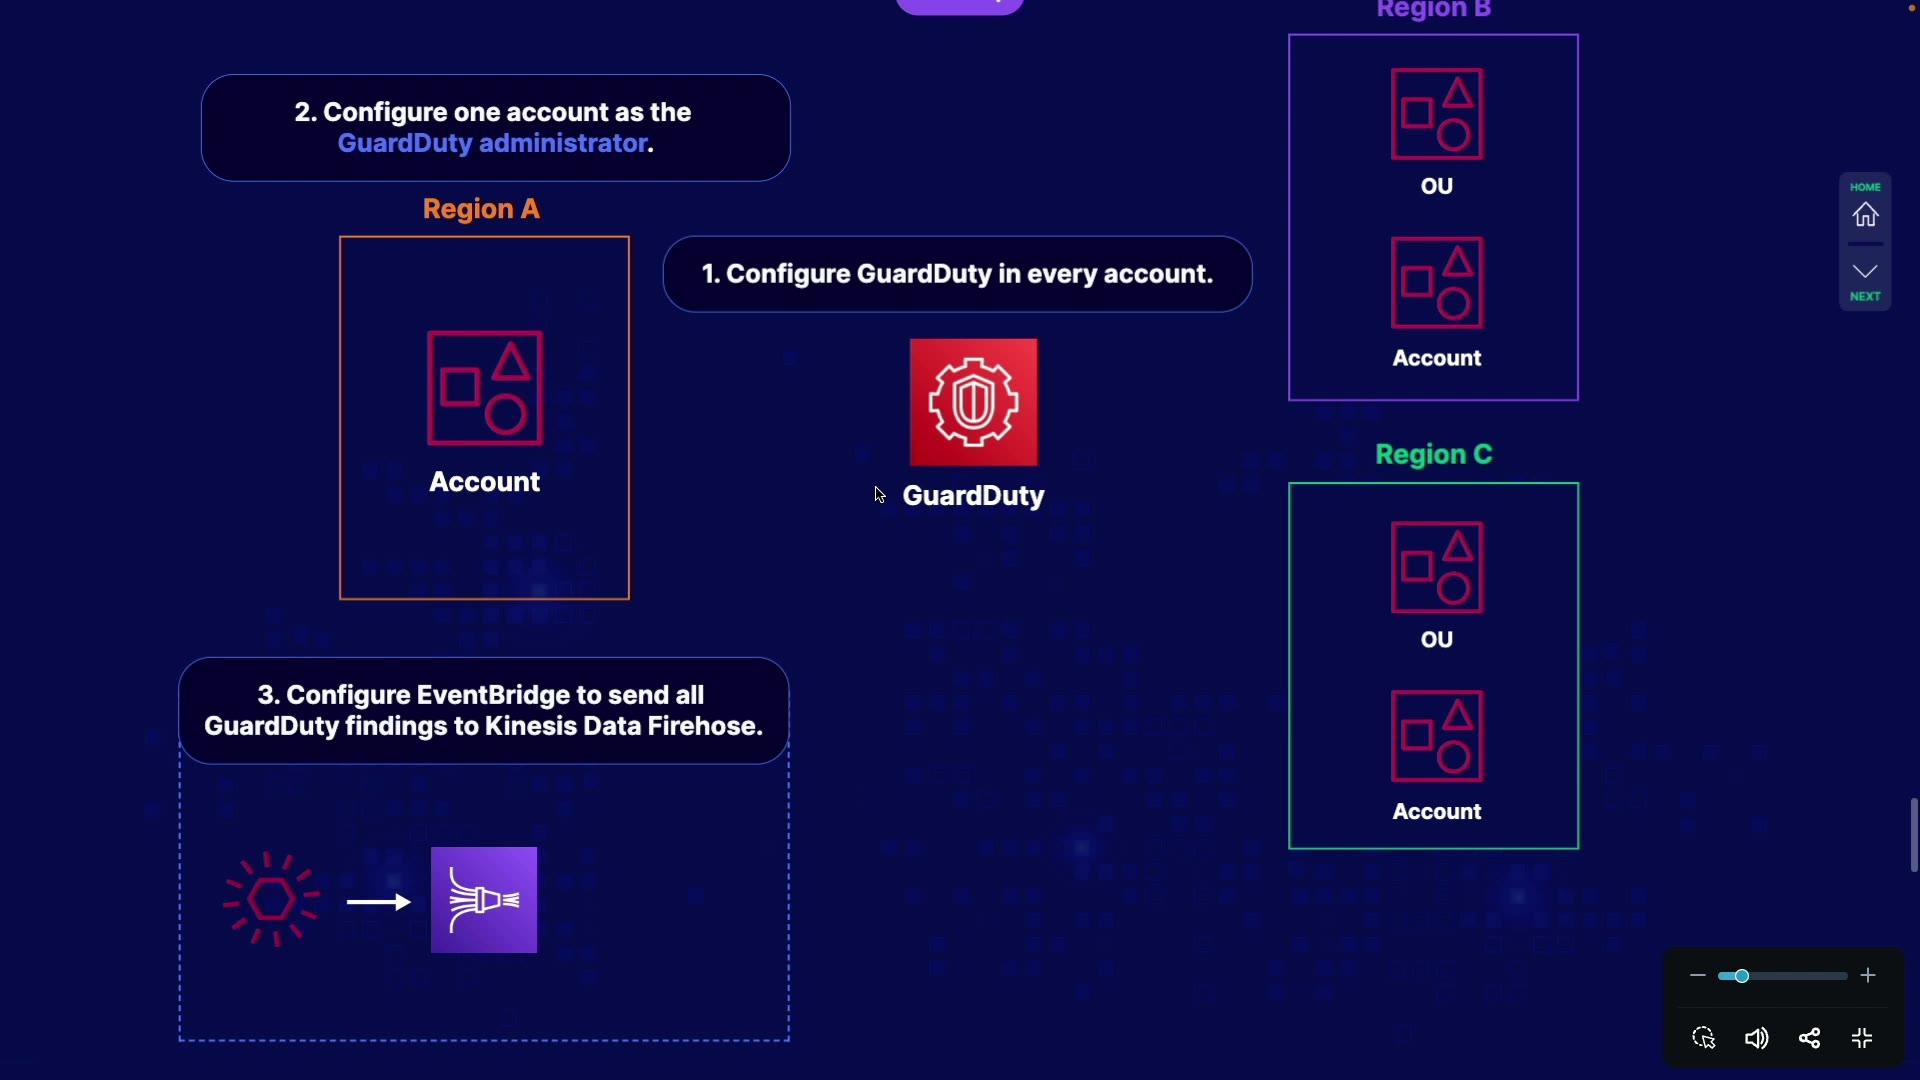 Region B
2. Configure one account as the
GuardDuty administrator.
Region A
Account
1. Configure GuardDuty in every account.
GuardDuty
OU
Account
Region C
OU
Account
3. Configure EventBridge to send all
GuardDuty findings to Kinesis Data Firehose.
HOME
NEXT